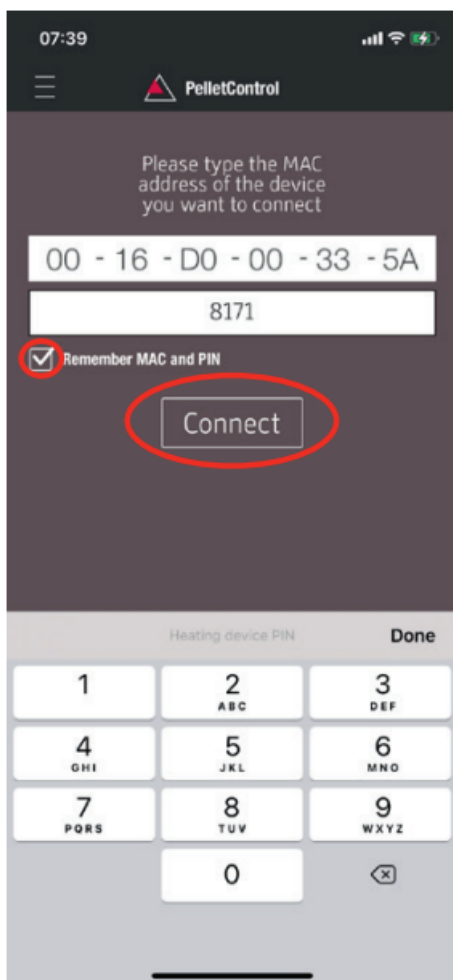 07:39
PelletControl
Please type the MAC
address of the device
you want to connect
00 - 16 - D0 - 00 - 33 - 5A
8171
Remember MAC and PIN
Connect
Heating device PIN
Done
1
2
ABC
3
DEF
4
GHI
5
JKL
6
MNO
7
PQRS
8
TUV
9
WXYZ
0